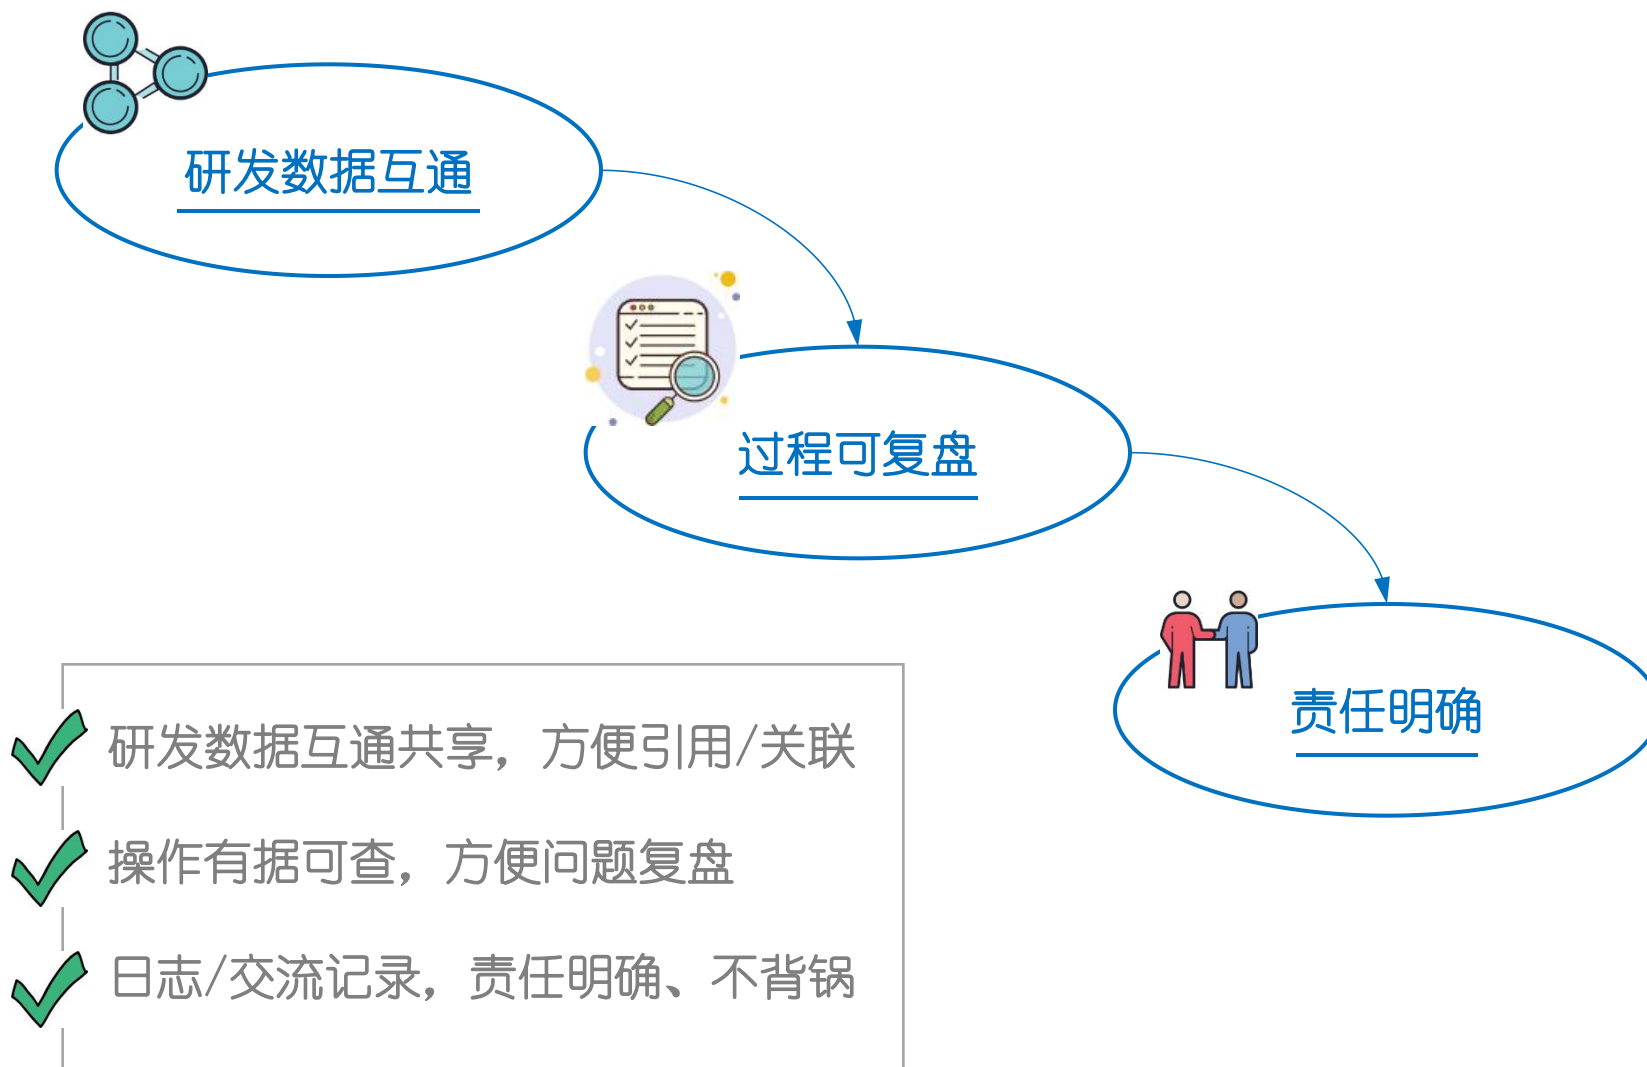 研发数据互通
过程可复盘
责任明确
研发数据互通共享，方便引用/关联
操作有据可查，方便问题复盘
日志/交流记录，责任明确、不背锅